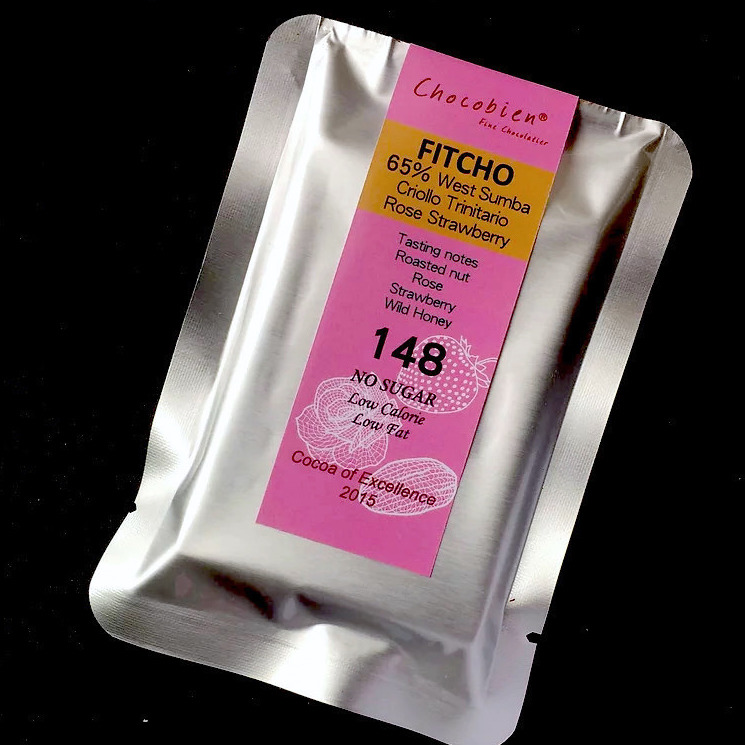 Chocobien®
Fine Chocolatier
FITCHO
65% West Sumba
Criollo Trinitario
Rose Strawberry
Tasting notes
Roasted nut
Rose
Strawberry
Wild Honey
148
NO SUGAR
Low Calorie
Low Fat
Cocoa of Excellence
2015